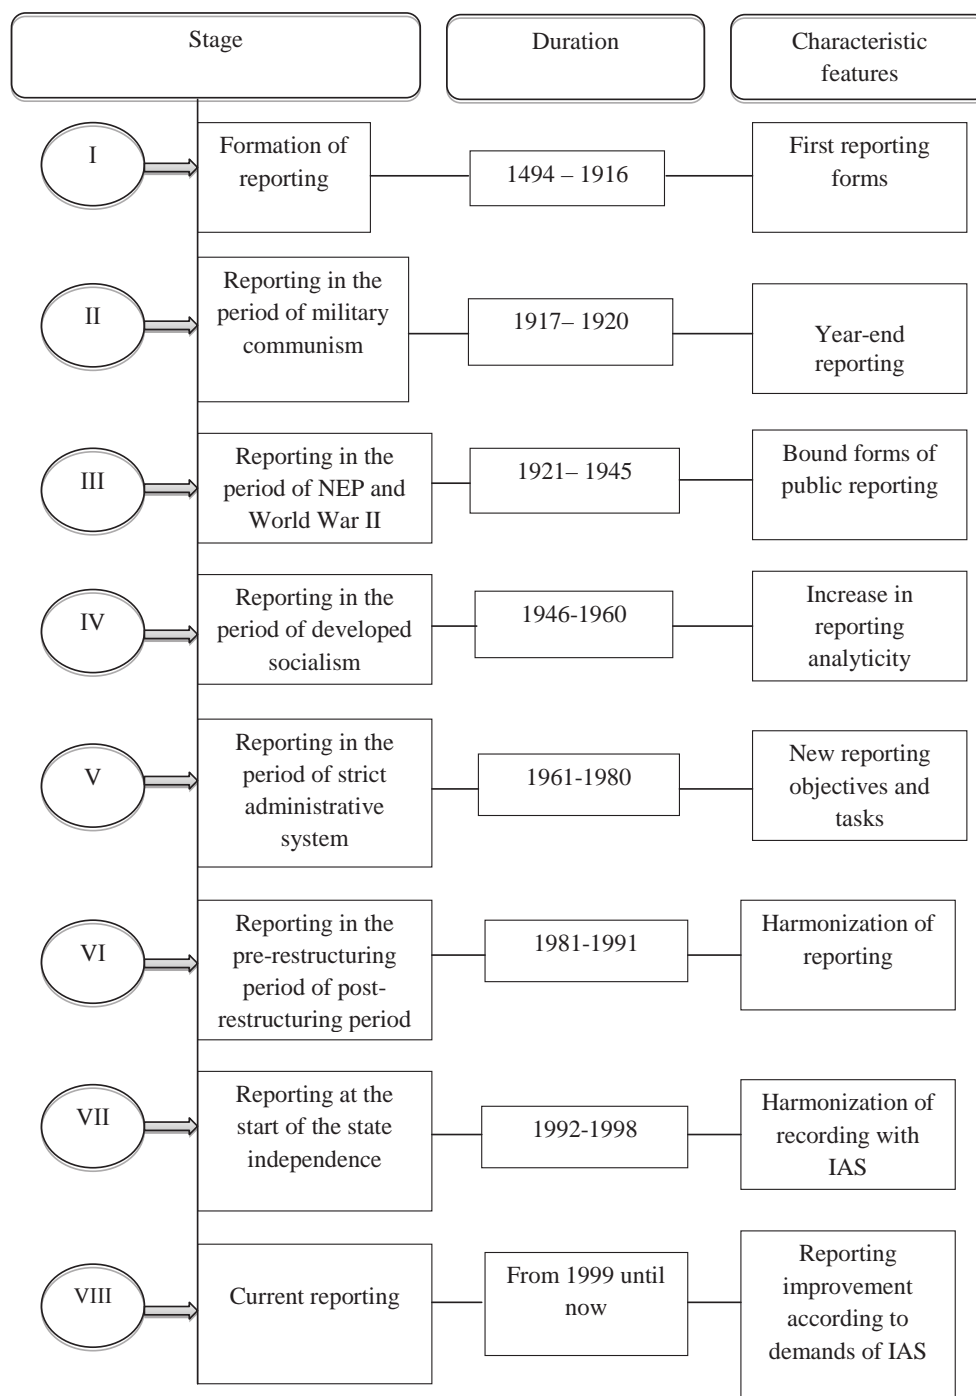 Stage
Duration
Characteristic
features
I
Formation of
reporting
1494 – 1916
First reporting
forms
II
Reporting in the
period of military
communism
1917– 1920
Year-end
reporting
III
Reporting in the
period of NEP and
World War II
1921– 1945
Bound forms of
public reporting
IV
Reporting in the
period of developed
socialism
1946-1960
Increase in
reporting
analyticity
V
Reporting in the
period of strict
administrative
system
1961-1980
New reporting
objectives and
tasks
VI
Reporting in the
pre-restructuring
period of post-
restructuring period
1981-1991
Harmonization of
reporting
VII
Reporting at the
start of the state
independence
1992-1998
Harmonization of
recording with
IAS
VIII
Current reporting
From 1999 until
now
Reporting
improvement
according to
demands of IAS